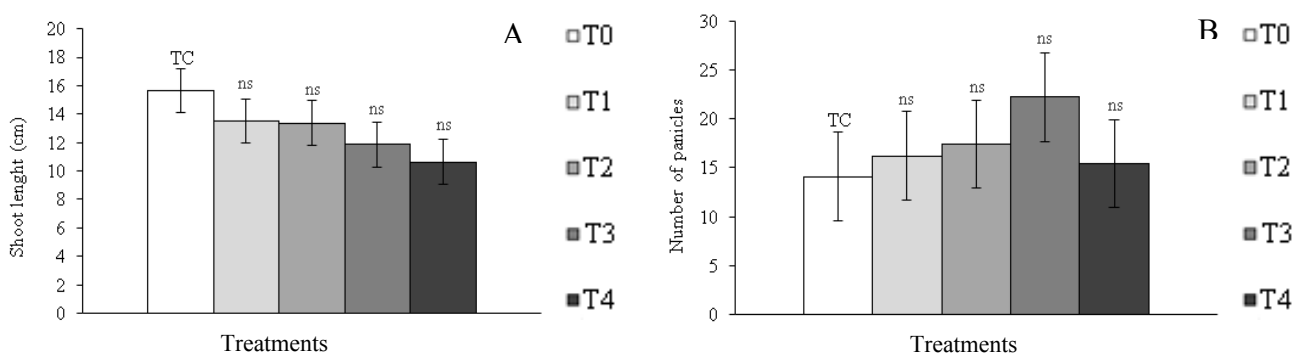 A
Shoot lenght (cm)
20
18
16
14
12
10
8
6
4
2
0
TC
ns
ns
ns
ns
Treatments
T0
T1
T2
T3
T4
B
Number of panicles
30
25
20
15
10
5
0
TC
ns
ns
ns
ns
Treatments
T0
T1
T2
T3
T4